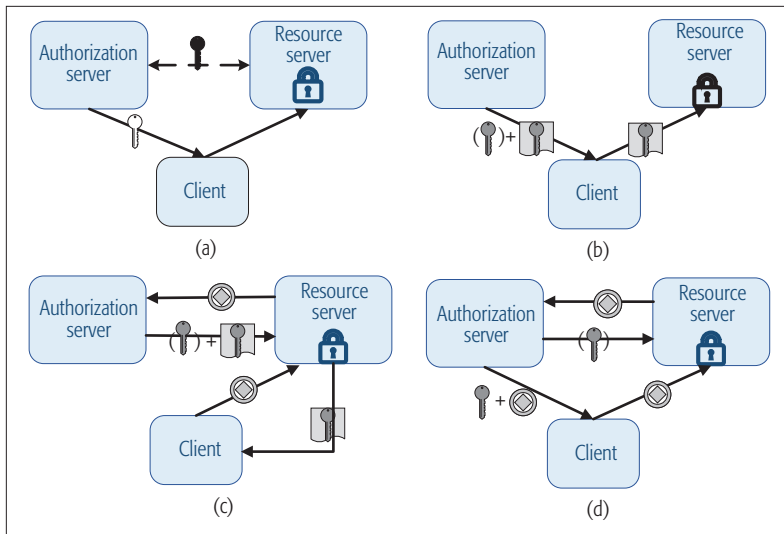 Authorization
server
Resource
server
Client
(a)
Authorization
server
Resource
server
( ) +
Client
(b)
Authorization
server
Resource
server
( ) +
Client
(c)
Authorization
server
Resource
server
( )
+
Client
(d)